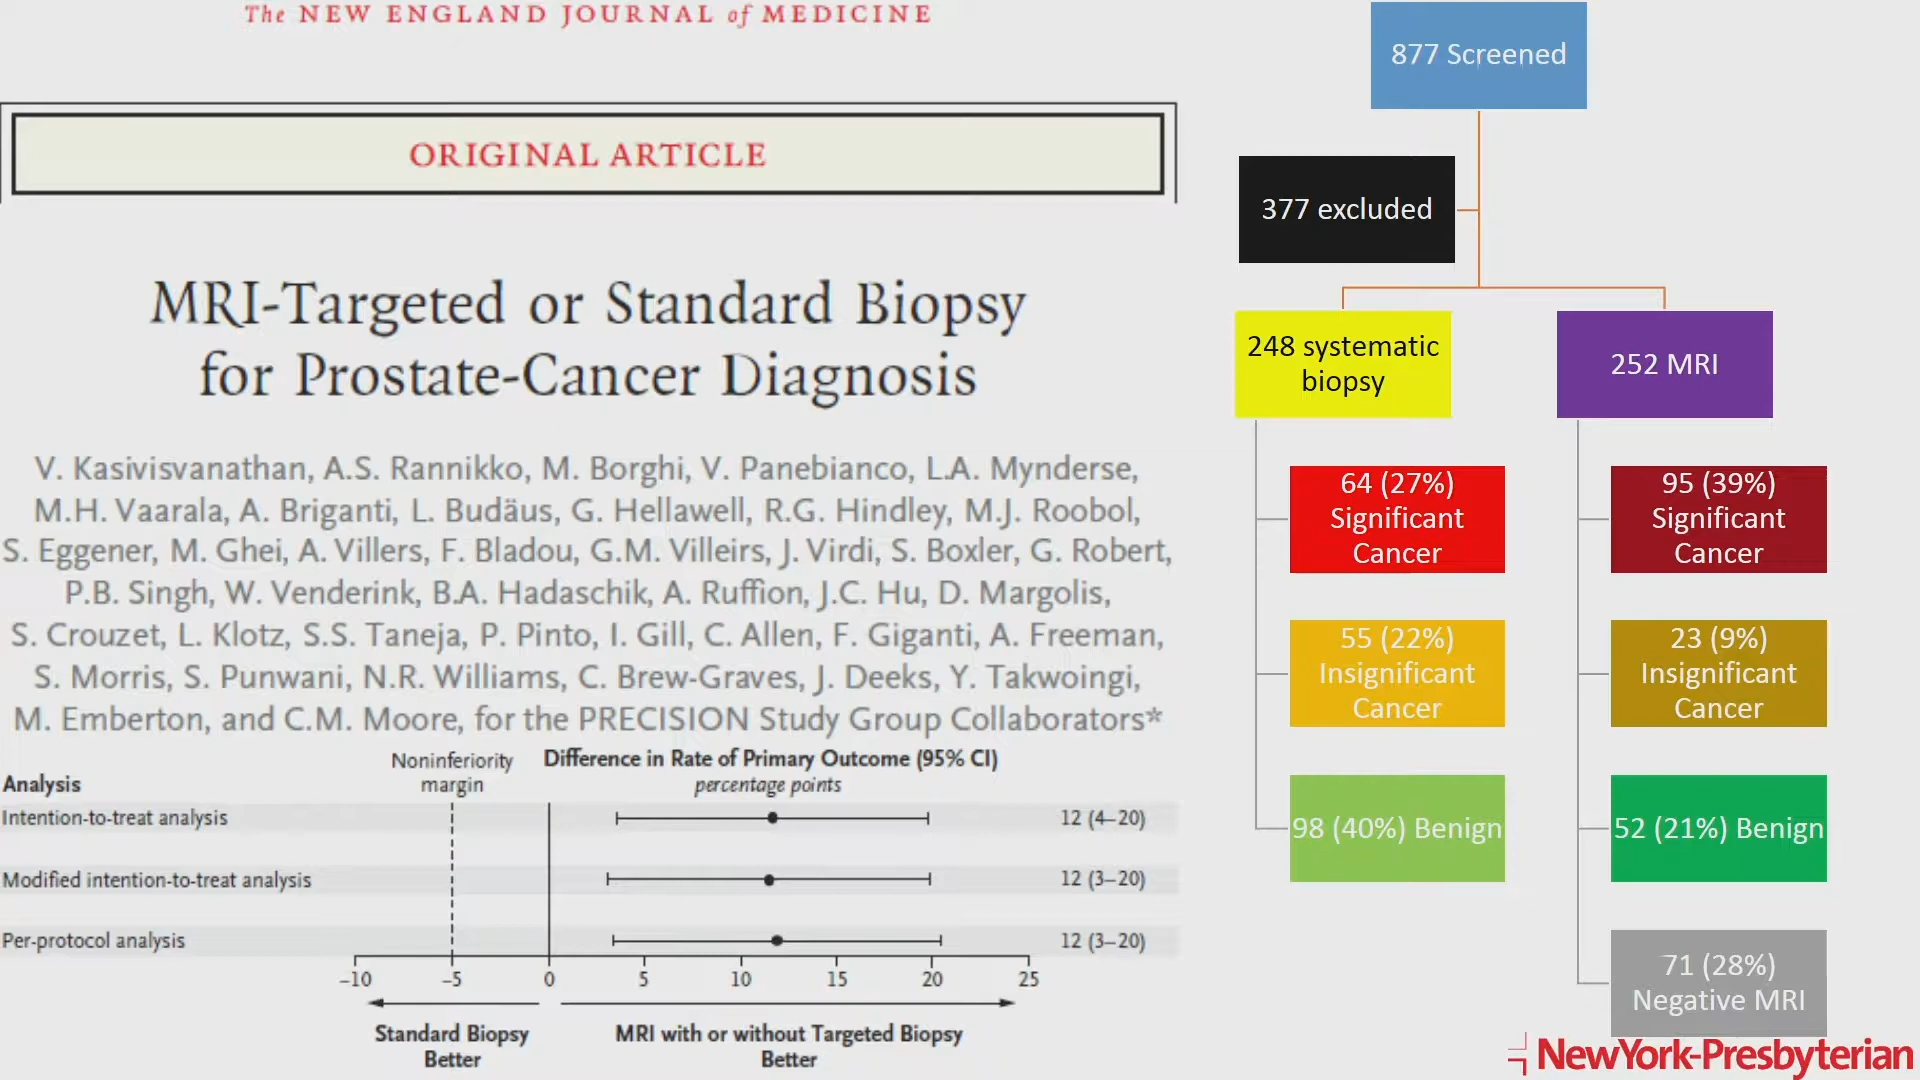 The NEW ENGLAND JOURNAL of MEDICINE
ORIGINAL ARTICLE
MRI-Targeted or Standard Biopsy
for Prostate-Cancer Diagnosis
V. Kasivisvanathan, A.S. Rannikko, M. Borghi, V. Panebianco, L.A. Mynderse,
M.H. Vaarala, A. Briganti, L. Budäus, G. Hellawell, R.G. Hindley, M.J. Roobol,
S. Eggener, M. Ghei, A. Villers, F. Bladou, G.M. Villeirs, J. Virdi, S. Boxler, G. Robert,
P.B. Singh, W. Venderink, B.A. Hadaschik, A. Ruffion, J.C. Hu, D. Margolis,
S. Crouzet, L. Klotz, S.S. Taneja, P. Pinto, I. Gill, C. Allen, F. Giganti, A. Freeman,
S. Morris, S. Punwani, N.R. Williams, C. Brew-Graves, J. Deeks, Y. Takwoingi,
M. Emberton, and C.M. Moore, for the PRECISION Study Group Collaborators*
Analysis
Noninferiority
margin
Difference in Rate of Primary Outcome (95% CI)
percentage points
Intention-to-treat analysis
12 (4–20)
Modified intention-to-treat analysis
12 (3–20)
Per-protocol analysis
12 (3–20)
−10 −5 0 5 10 15 20 25
Standard Biopsy
Better
MRI with or without Targeted Biopsy
Better
877 Screened
377 excluded
248 systematic
biopsy
64 (27%)
Significant
Cancer
55 (22%)
Insignificant
Cancer
98 (40%) Benign
252 MRI
95 (39%)
Significant
Cancer
23 (9%)
Insignificant
Cancer
52 (21%) Benign
71 (28%)
Negative MRI
NewYork-Presbyterian